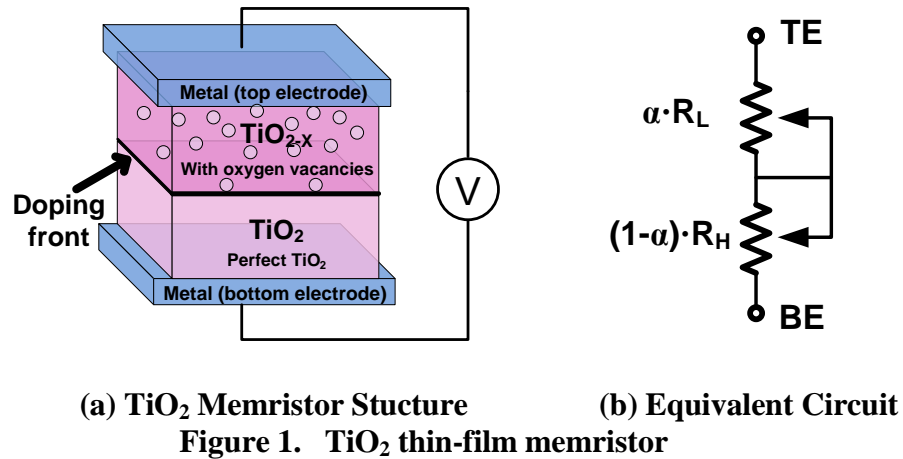 Metal (top electrode)
TiO2-X
With oxygen vacancies
Doping
front
TiO2
Perfect TiO2
Metal (bottom electrode)
V
TE
α·RL
(1-α)·RH
BE
(a) TiO2 Memristor Stucture
(b) Equivalent Circuit
Figure 1. TiO2 thin-film memristor